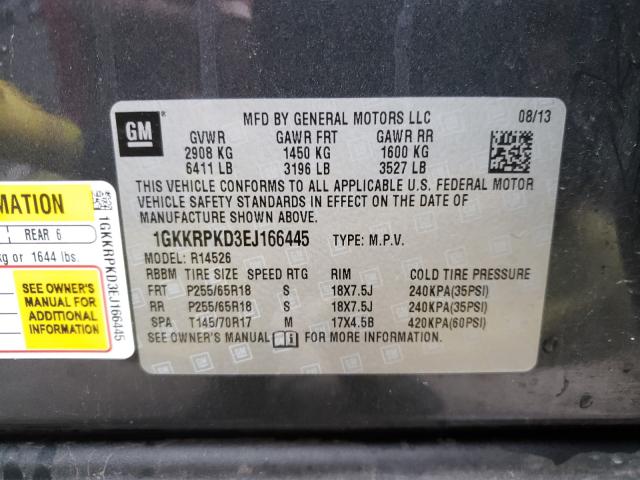 GM
MFD BY GENERAL MOTORS LLC 08/13
GVWR GAWR FRT GAWR RR
2908 KG 1450 KG 1600 KG
6411 LB 3196 LB 3527 LB
THIS VEHICLE CONFORMS TO ALL APPLICABLE U.S. FEDERAL MOTOR
VEHICLE SAFETY STANDARDS IN EFFECT ON THE DATE OF
MANUFACTURE SHOWN ABOVE.
1GKKRPKD3EJ166445 TYPE: M.P.V.
MODEL: R14526
RBBM TIRE SIZE SPEED RTG RIM COLD TIRE PRESSURE
FRT P255/65R18 S 18X7.5J 240KPA(35PSI)
RR P255/65R18 S 18X7.5J 240KPA(35PSI)
SPA T145/70R17 M 17X4.5B 420KPA(60PSI)
SEE OWNER'S MANUAL FOR MORE INFORMATION.
MATION
REAR 6
kg or 1644 lbs.
SEE OWNER'S
MANUAL FOR
ADDITIONAL
INFORMATION
1GKKRPKD3EJ166445